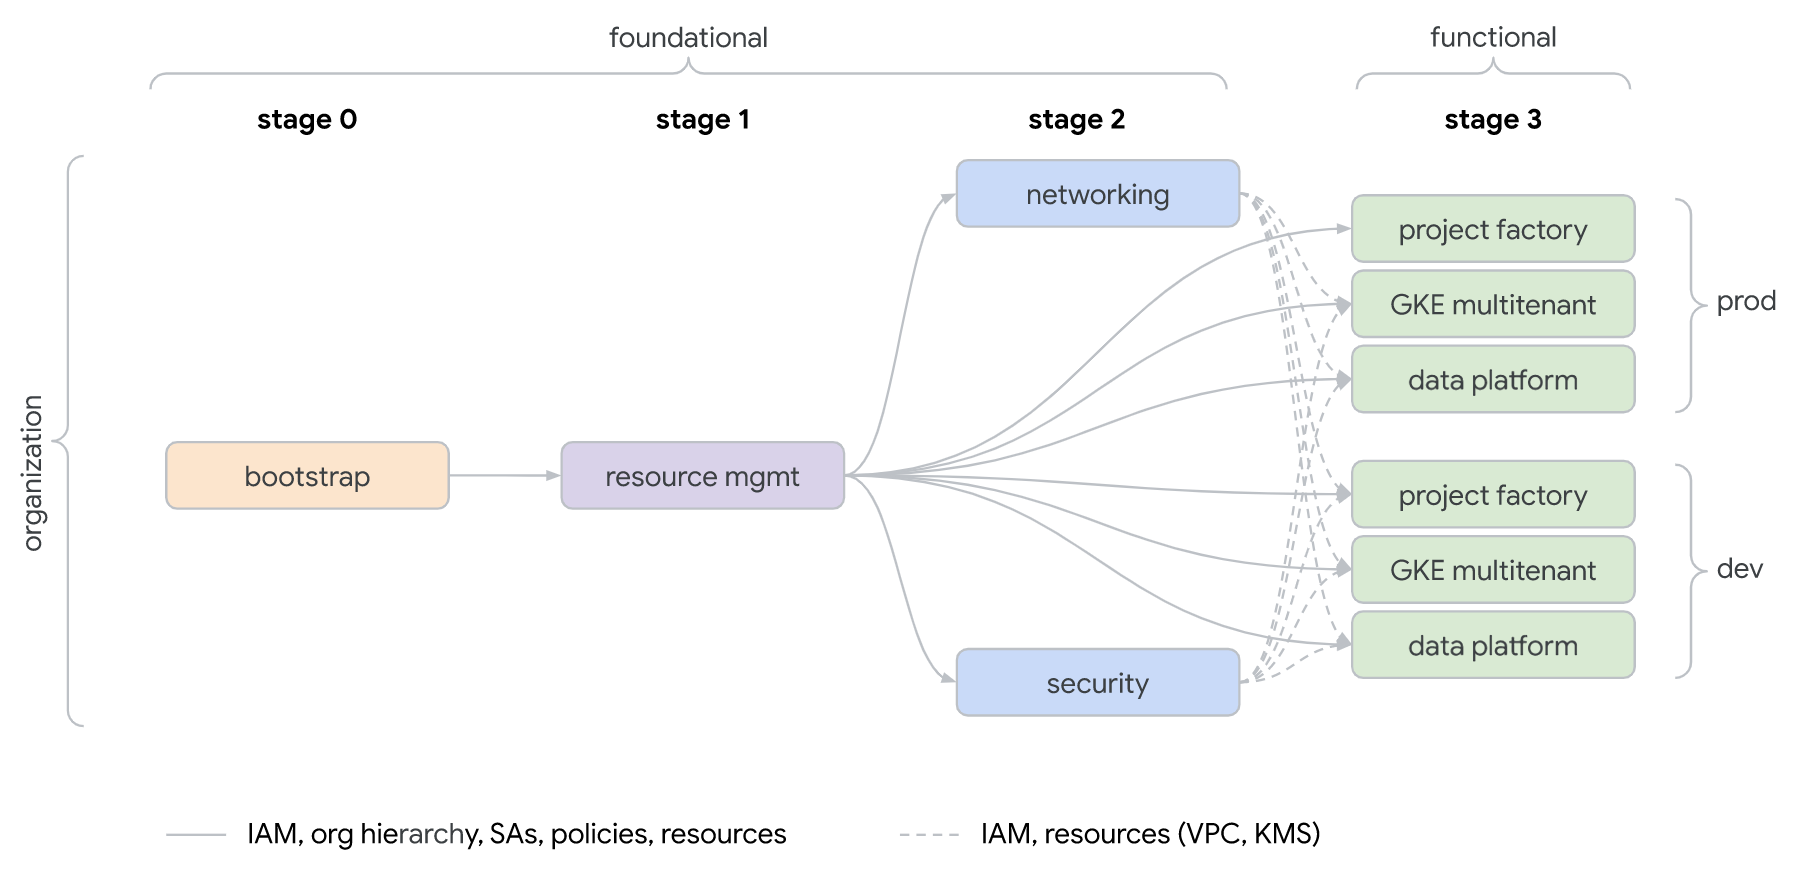 foundational
functional
stage 0
stage 1
stage 2
stage 3
organization
networking
project factory
GKE multitenant
prod
data platform
bootstrap
resource mgmt
project factory
GKE multitenant
dev
data platform
security
IAM, org hierarchy, SAs, policies, resources
IAM, resources (VPC, KMS)